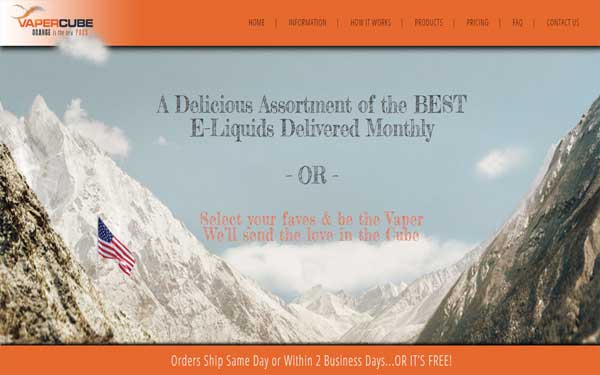 VAPERCUBE
ORANGE is the new FAVS
HOME | INFORMATION | HOW IT WORKS | PRODUCTS | PRICING | FAQ | CONTACT US
A Delicious Assortment of the BEST
E-Liquids Delivered Monthly
- OR -
Select your faves & be the Vaper
We'll send the love in the Cube
Orders Ship Same Day or Within 2 Business Days...OR IT'S FREE!